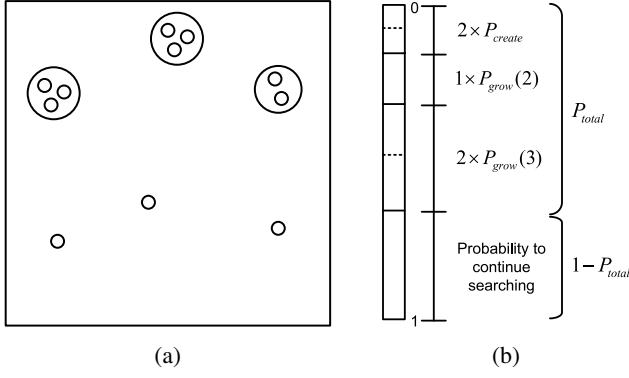 0
2 × P_create
1 × P_grow(2)
P_total
2 × P_grow(3)
Probability to
continue
searching
1 − P_total
1
(a)
(b)